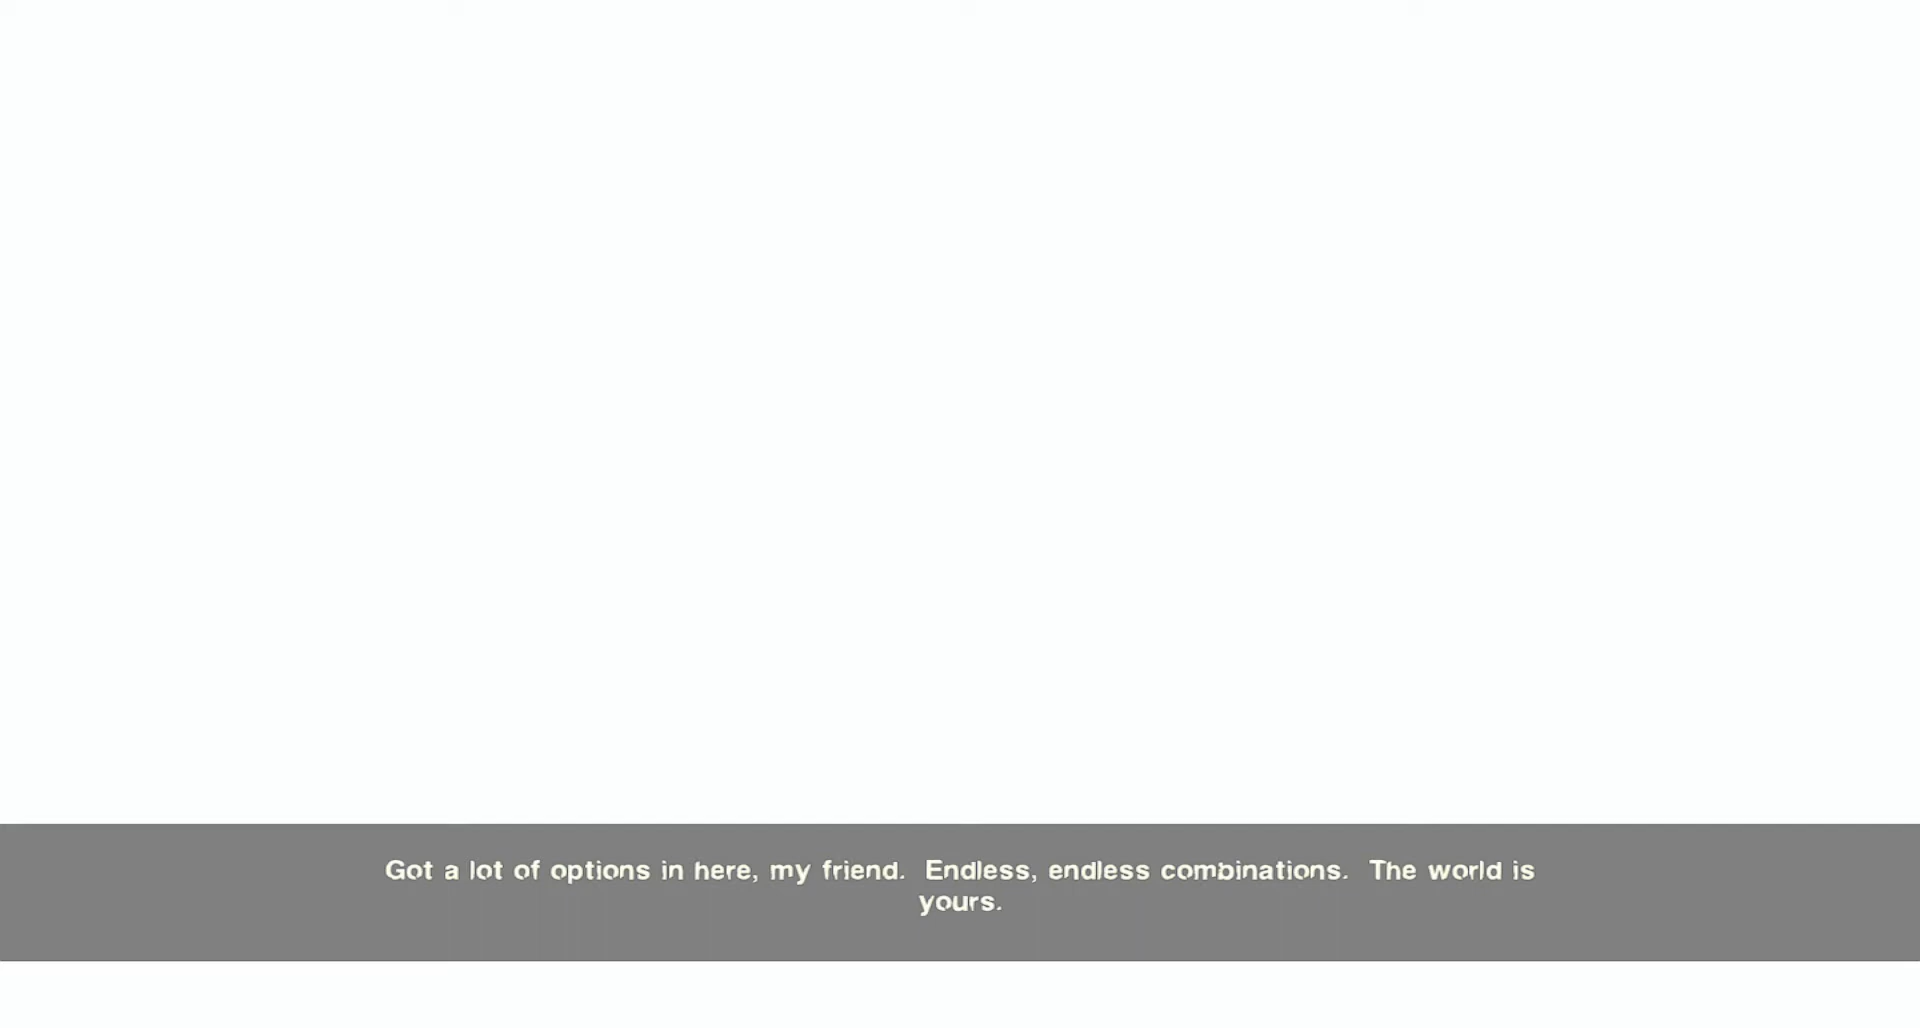 Got a lot of options in here, my friend.  Endless, endless combinations.  The world is
yours.